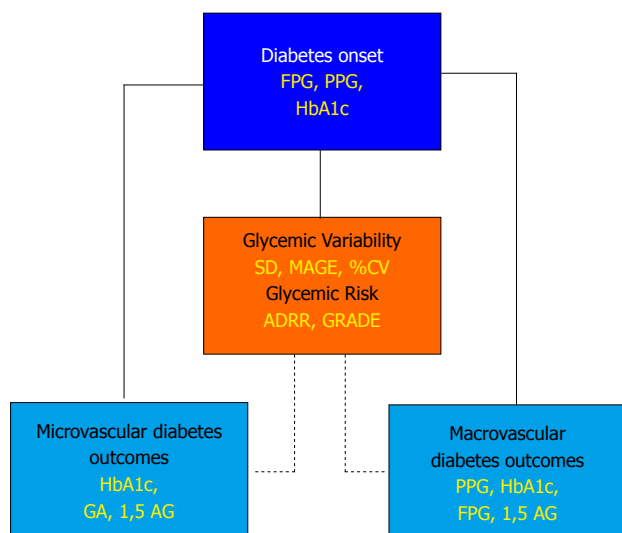 Diabetes onset
FPG, PPG,
HbA1c
Glycemic Variability
SD, MAGE, %CV
Glycemic Risk
ADRR, GRADE
Microvascular diabetes
outcomes
HbA1c,
GA, 1,5 AG
Macrovascular
diabetes outcomes
PPG, HbA1c,
FPG, 1,5 AG